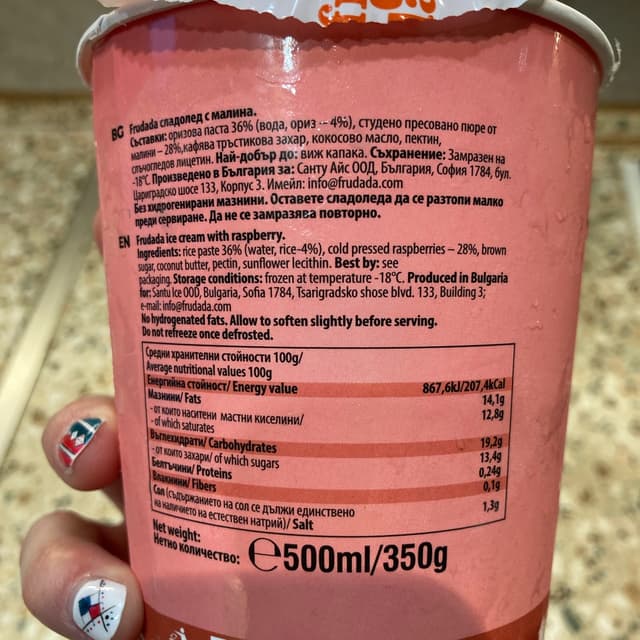 BG Frudada сладолед с малина.
Съставки: оризова паста 36% (вода, ориз -- 4%), студено пресовано пюре от
малини – 28%,кафява тръстикова захар, кокосово масло, пектин,
слънчогледов лицетин. Най-добър до: виж капака. Съхранение: Замразен на
-18°C. Произведено в България за: Санту Айс ООД, България, София 1784, бул.
Цариградско шосе 133, Корпус 3. Имейл: info@frudada.com
Без хидрогенирани мазнини. Оставете сладоледа да се разтопи малко
преди сервиране. Да не се замразява повторно.
EN Frudada ice cream with raspberry.
Ingredients: rice paste 36% (water, rice-4%), cold pressed raspberries – 28%, brown
sugar, coconut butter, pectin, sunflower lecithin. Best by: see
packaging. Storage conditions: frozen at temperature -18°C. Produced in Bulgaria
for: Santu Ice OOD, Bulgaria, Sofia 1784, Tsarigradsko shose blvd. 133, Building 3;
e-mail: info@frudada.com
No hydrogenated fats. Allow to soften slightly before serving.
Do not refreeze once defrosted.
Средни хранителни стойности 100g/
Average nutritional values 100g
Енергийна стойност/ Energy value 867,6kJ/207,4kCal
Мазнини/ Fats 14,1g
- от които наситени мастни киселини/ 12,8g
- of which saturates
Въглехидрати/ Carbohydrates 19,2g
- от които захари/ of which sugars 13,4g
Белтъчини/ Proteins 0,24g
Влакнини/ Fibers 0,1g
Сол (съдържанието на сол се дължи единствено 1,3g
на наличието на естествен натрий)/ Salt
Net weight:
Нетно количество: ℮500ml/350g